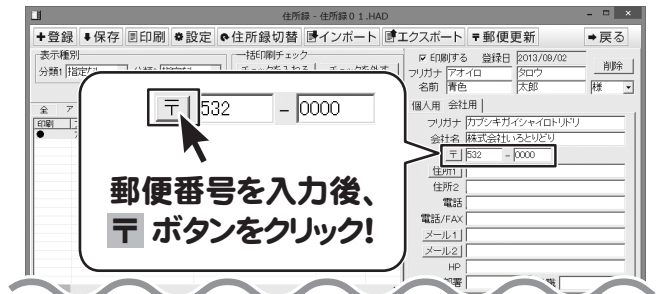 住所録 - 住所録０１.HAD
登録 保存 印刷 設定 住所録切替 インポート エクスポート 〒郵便更新 戻る
表示種別
分類1
一括印刷チェック
印刷する 登録日 2013/09/02
削除
フリガナ アオイロ タロウ
名前 青色 太郎 様
個人用 会社用
全 ア
印刷
フリガナ カブシキガイシャイロトリドリ
会社名 株式会社いろとりどり
〒 532 - 0000
住所1
住所2
電話
電話/FAX
メール1
メール2
HP
部署
〒 532 - 0000
郵便番号を入力後、
〒 ボタンをクリック!